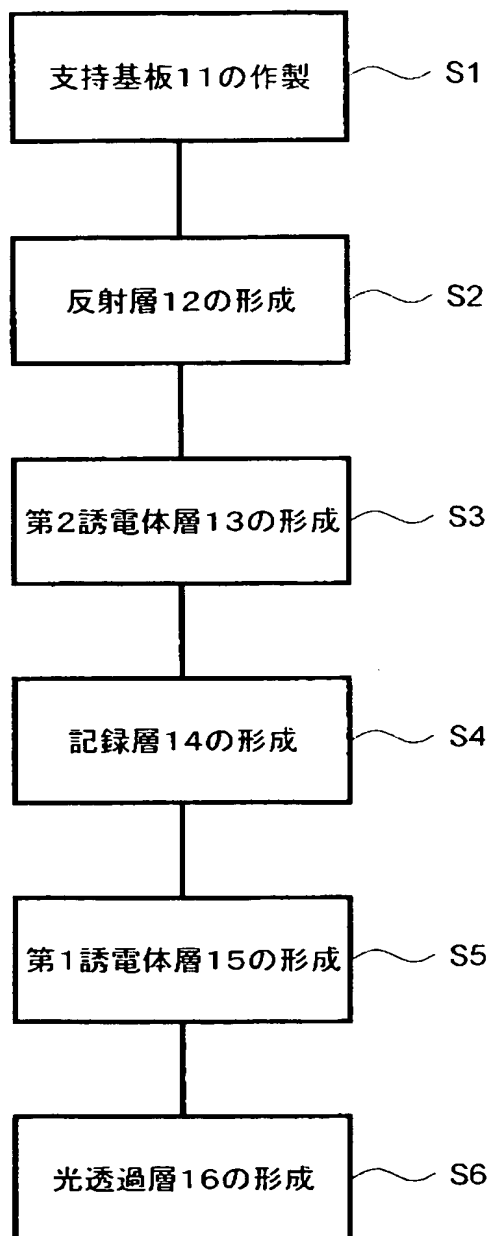 支持基板11の作製 S1
反射層12の形成 S2
第2誘電体層13の形成 S3
記録層14の形成 S4
第1誘電体層15の形成 S5
光透過層16の形成 S6